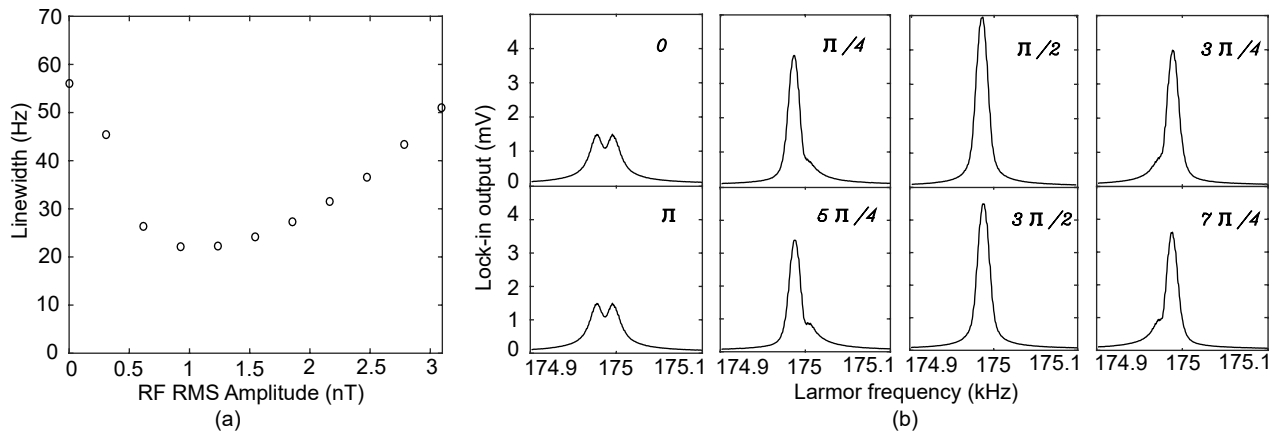 70
60
50
40
30
20
10
0
Linewidth (Hz)
0 0.5 1 1.5 2 2.5 3
RF RMS Amplitude (nT)
(a)
Lock-in output (mV)
4
3
2
1
0
4
3
2
1
0
0 π/4 π/2 3π/4
π 5π/4 3π/2 7π/4
174.9 175 175.1 174.9 175 175.1 174.9 175 175.1 174.9 175 175.1
Larmor frequency (kHz)
(b)